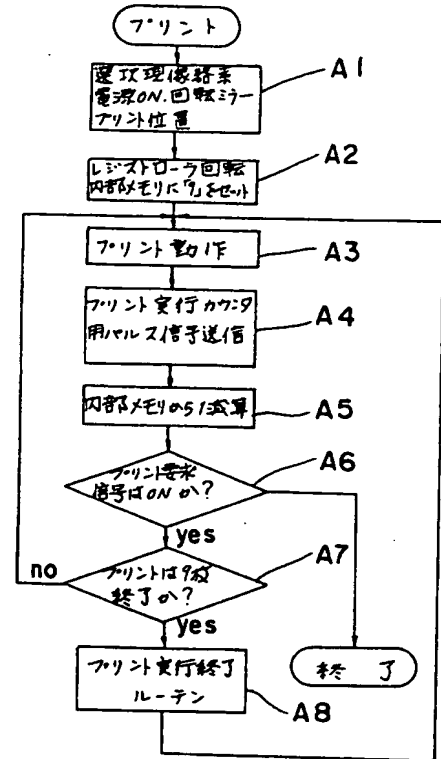 プリント
選択現像器系
電源ON.回転ミラー
プリント位置
A1
レジストローラ回転
内部メモリに「9」をセット
A2
プリント動作
A3
プリント実行カウンタ
用パルス信号送信
A4
内部メモリから1減算
A5
プリント要求
信号はONか?
A6
yes
プリントは9枚
終了か?
A7
no
yes
プリント実行終了
ルーテン
A8
終了